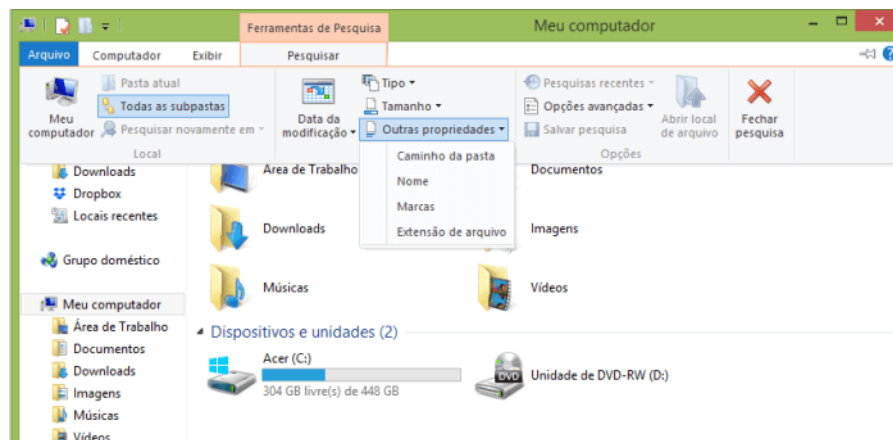 Ferramentas de Pesquisa
Meu computador
Arquivo
Computador
Exibir
Pesquisar
Meu computador
Pasta atual
Todas as subpastas
Pesquisar novamente em
Local
Data da modificação
Tipo
Tamanho
Outras propriedades
Pesquisas recentes
Opções avançadas
Salvar pesquisa
Abrir local de arquivo
Opções
Fechar pesquisa
Caminho da pasta
Nome
Marcas
Extensão de arquivo
Downloads
Dropbox
Locais recentes
Grupo doméstico
Meu computador
Área de Trabalho
Documentos
Downloads
Imagens
Músicas
Vídeos
Área de Trabalho
Documentos
Downloads
Imagens
Músicas
Vídeos
Dispositivos e unidades (2)
Acer (C:)
304 GB livre(s) de 448 GB
DVD
Unidade de DVD-RW (D:)